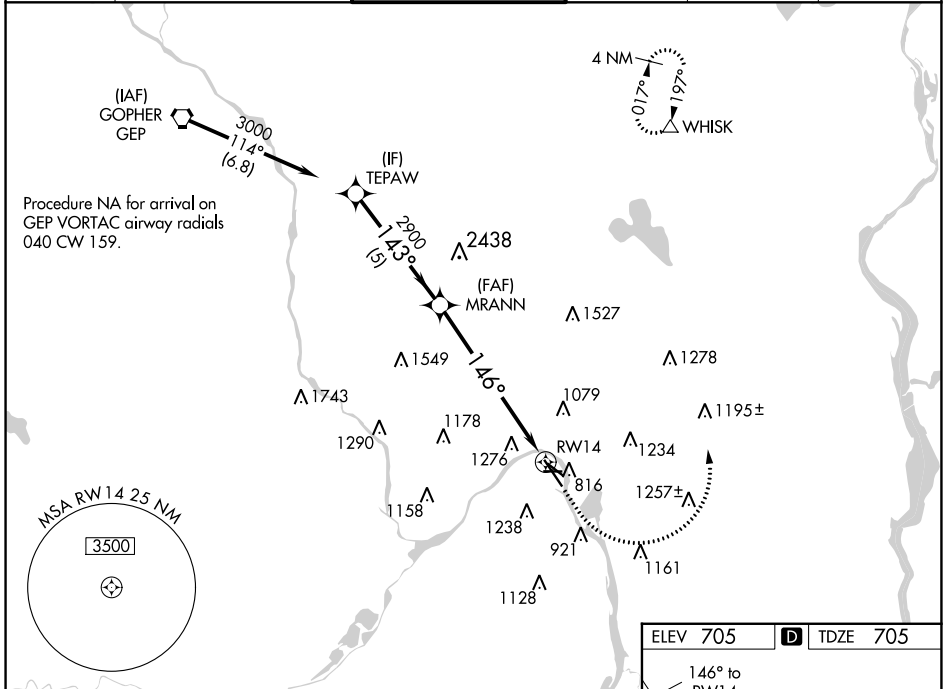 4 NM
017°
197°
WHISK
(IAF)
GOPHER
GEP
3000
114°
(6.8)
(IF)
TEPAW
Procedure NA for arrival on
GEP VORTAC airway radials
040 CW 159.
2900
143°
(5)
2438
(FAF)
MRANN
1527
1549
1278
146°
1743
1079
1195±
1290
1178
1276
RW14
1234
816
1158
1257±
1238
921
1161
1128
MSA RW14 25 NM
3500
ELEV 705 D TDZE 705
146° to
RW14